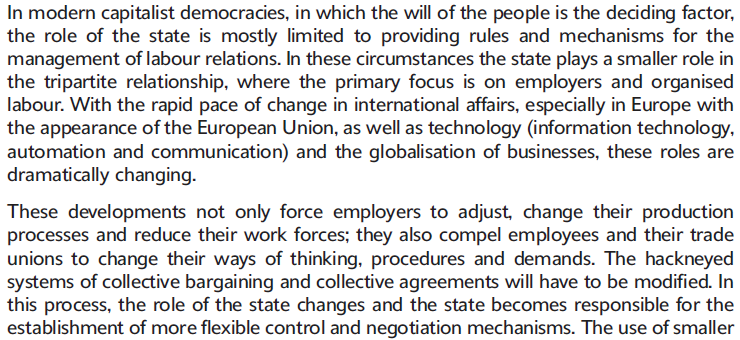 In modern capitalist democracies, in which the will of the people is the deciding factor,
the role of the state is mostly limited to providing rules and mechanisms for the
management of labour relations. In these circumstances the state plays a smaller role in
the tripartite relationship, where the primary focus is on employers and organised
labour. With the rapid pace of change in international affairs, especially in Europe with
the appearance of the European Union, as well as technology (information technology,
automation and communication) and the globalisation of businesses, these roles are
dramatically changing.
These developments not only force employers to adjust, change their production
processes and reduce their work forces; they also compel employees and their trade
unions to change their ways of thinking, procedures and demands. The hackneyed
systems of collective bargaining and collective agreements will have to be modified. In
this process, the role of the state changes and the state becomes responsible for the
establishment of more flexible control and negotiation mechanisms. The use of smaller